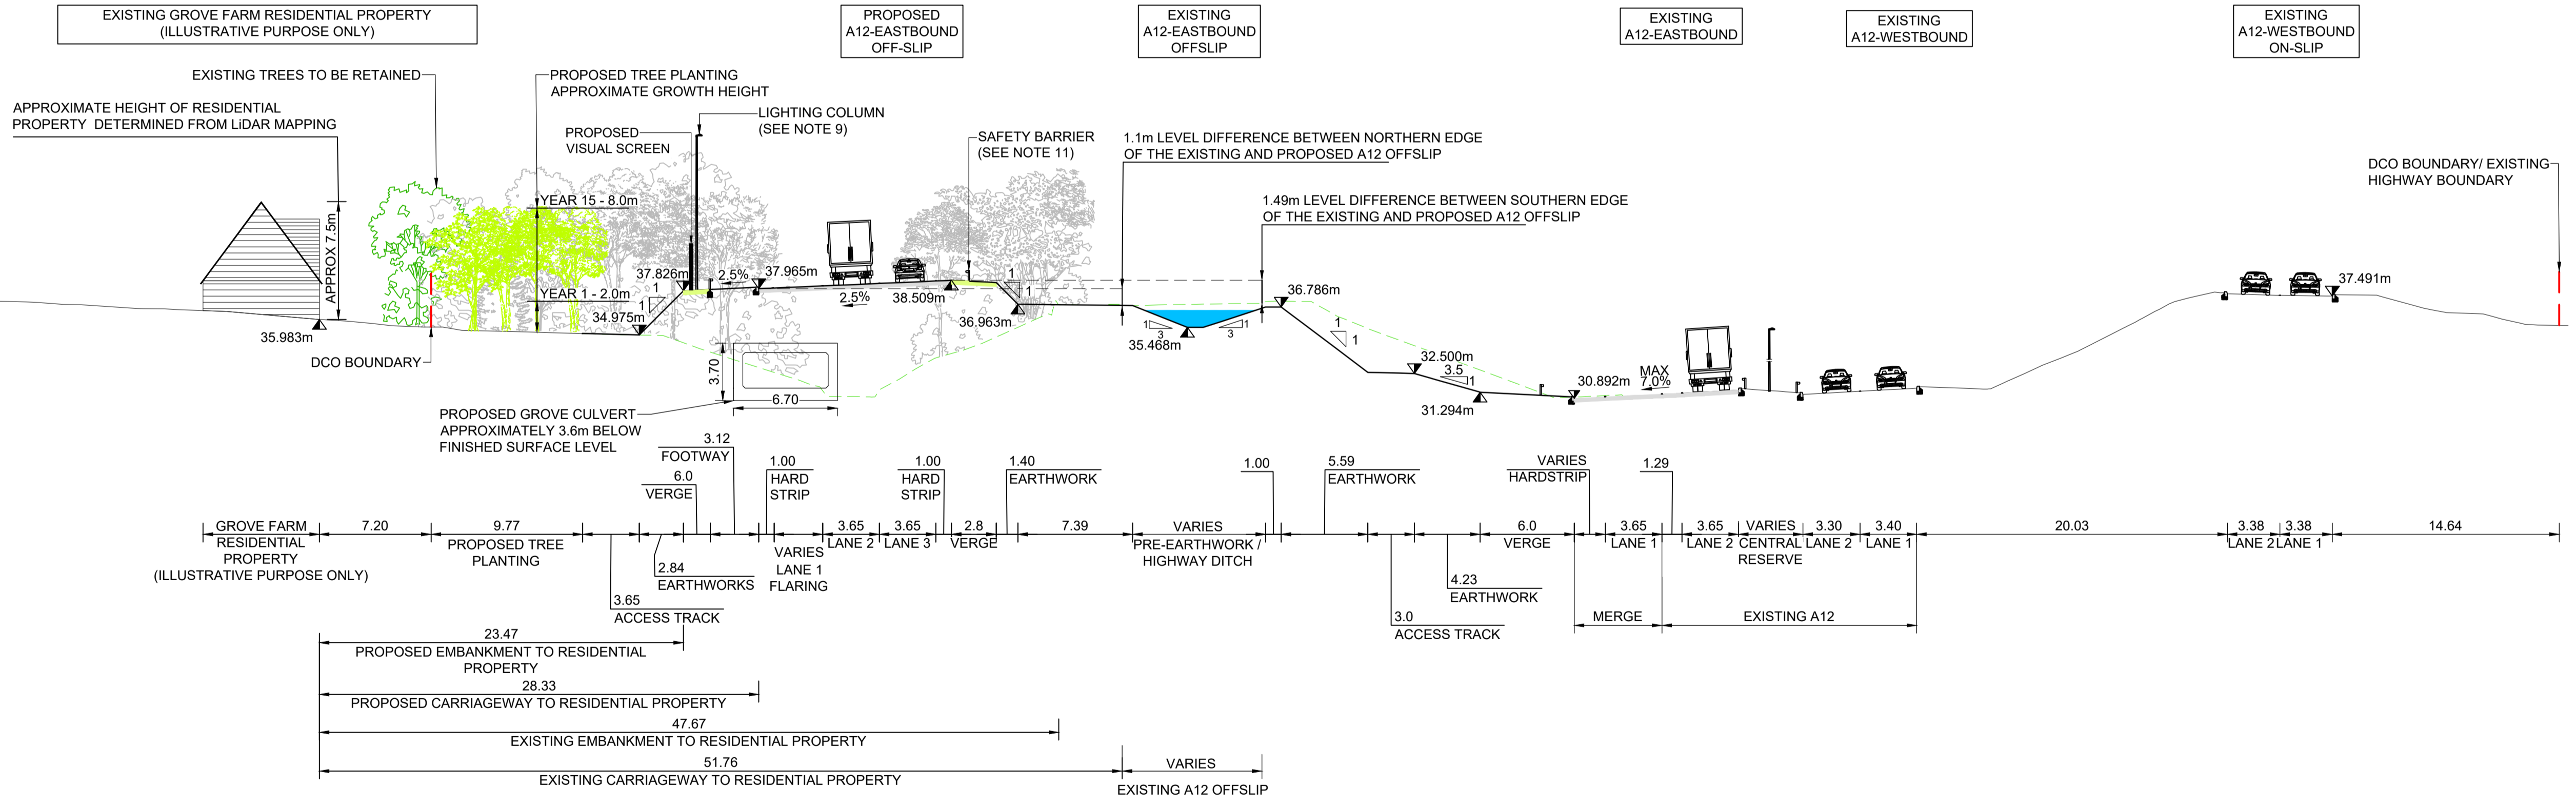 EXISTING GROVE FARM RESIDENTIAL PROPERTY
(ILLUSTRATIVE PURPOSE ONLY)
PROPOSED
A12-EASTBOUND
OFF-SLIP
EXISTING
A12-EASTBOUND
OFFSLIP
EXISTING
A12-EASTBOUND
EXISTING
A12-WESTBOUND
EXISTING
A12-WESTBOUND
ON-SLIP
EXISTING TREES TO BE RETAINED
PROPOSED TREE PLANTING
APPROXIMATE GROWTH HEIGHT
APPROXIMATE HEIGHT OF RESIDENTIAL
PROPERTY DETERMINED FROM LiDAR MAPPING
LIGHTING COLUMN
(SEE NOTE 9)
PROPOSED
VISUAL SCREEN
SAFETY BARRIER
(SEE NOTE 11)
1.1m LEVEL DIFFERENCE BETWEEN NORTHERN EDGE
OF THE EXISTING AND PROPOSED A12 OFFSLIP
1.49m LEVEL DIFFERENCE BETWEEN SOUTHERN EDGE
OF THE EXISTING AND PROPOSED A12 OFFSLIP
DCO BOUNDARY/ EXISTING
HIGHWAY BOUNDARY
YEAR 15 - 8.0m
APPROX 7.5m
YEAR 1 - 2.0m
37.826m
2.5%
37.965m
2.5%
38.509m
1
1
1
1
34.975m
36.963m
35.983m
DCO BOUNDARY
1
3
35.468m
1
3
36.786m
1
1
32.500m
3.5
1
31.294m
30.892m
MAX
7.0%
37.491m
3.70
6.70
PROPOSED GROVE CULVERT
APPROXIMATELY 3.6m BELOW
FINISHED SURFACE LEVEL
3.12
FOOTWAY
6.0
VERGE
1.00
HARD
STRIP
1.00
HARD
STRIP
1.40
EARTHWORK
1.00
5.59
EARTHWORK
VARIES
HARDSTRIP
1.29
GROVE FARM
RESIDENTIAL
PROPERTY
(ILLUSTRATIVE PURPOSE ONLY)
7.20
9.77
PROPOSED TREE
PLANTING
2.84
EARTHWORKS
3.65
ACCESS TRACK
VARIES
LANE 1
FLARING
3.65
LANE 2
3.65
LANE 3
2.8
VERGE
7.39
VARIES
PRE-EARTHWORK /
HIGHWAY DITCH
3.0
ACCESS TRACK
4.23
EARTHWORK
6.0
VERGE
3.65
LANE 1
3.65
LANE 2
VARIES
CENTRAL
RESERVE
3.30
LANE 2
3.40
LANE 1
20.03
3.38
LANE 2
3.38
LANE 1
14.64
MERGE
EXISTING A12
23.47
PROPOSED EMBANKMENT TO RESIDENTIAL
PROPERTY
28.33
PROPOSED CARRIAGEWAY TO RESIDENTIAL PROPERTY
47.67
EXISTING EMBANKMENT TO RESIDENTIAL PROPERTY
51.76
EXISTING CARRIAGEWAY TO RESIDENTIAL PROPERTY
VARIES
EXISTING A12 OFFSLIP